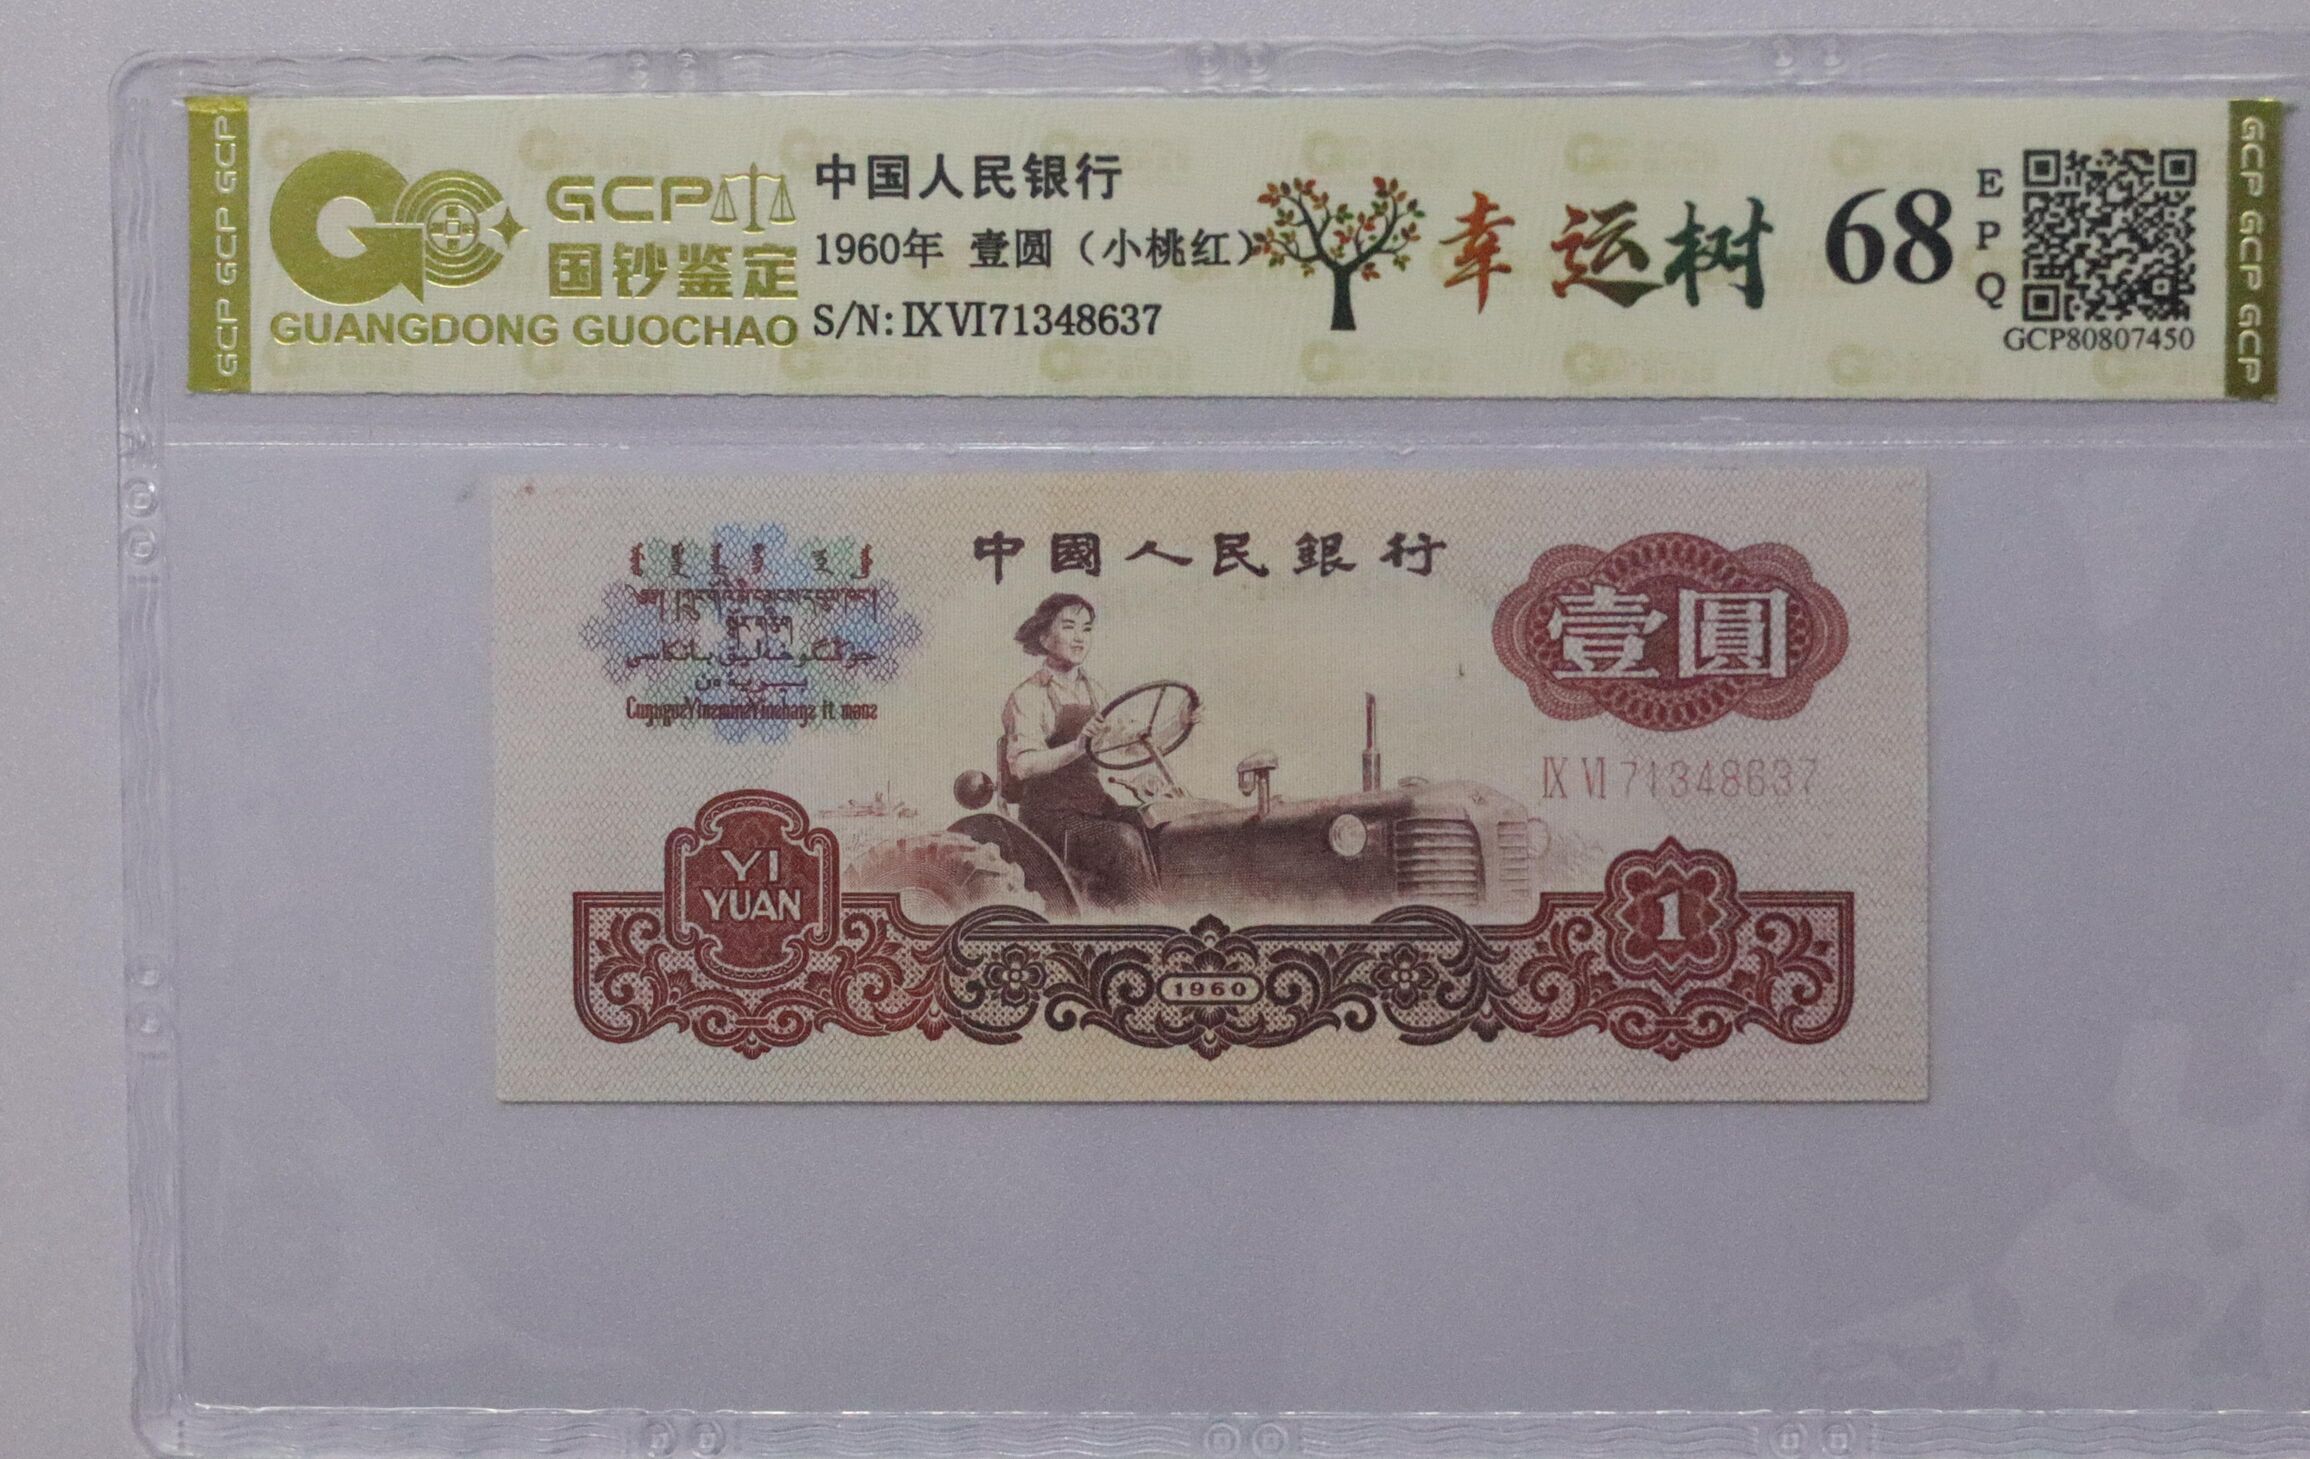 GCP GCP GCP
GCP
国钞鉴定
GUANGDONG GUOCHAO
中国人民银行
1960年 壹圆（小桃红）
S/N: Ⅸ Ⅵ71348637
幸运树
68
E
P
Q
GCP80807450
GCP GCP GCP
中國人民銀行
壹圓
Ⅸ Ⅵ 71348637
YI
YUAN
1960
1